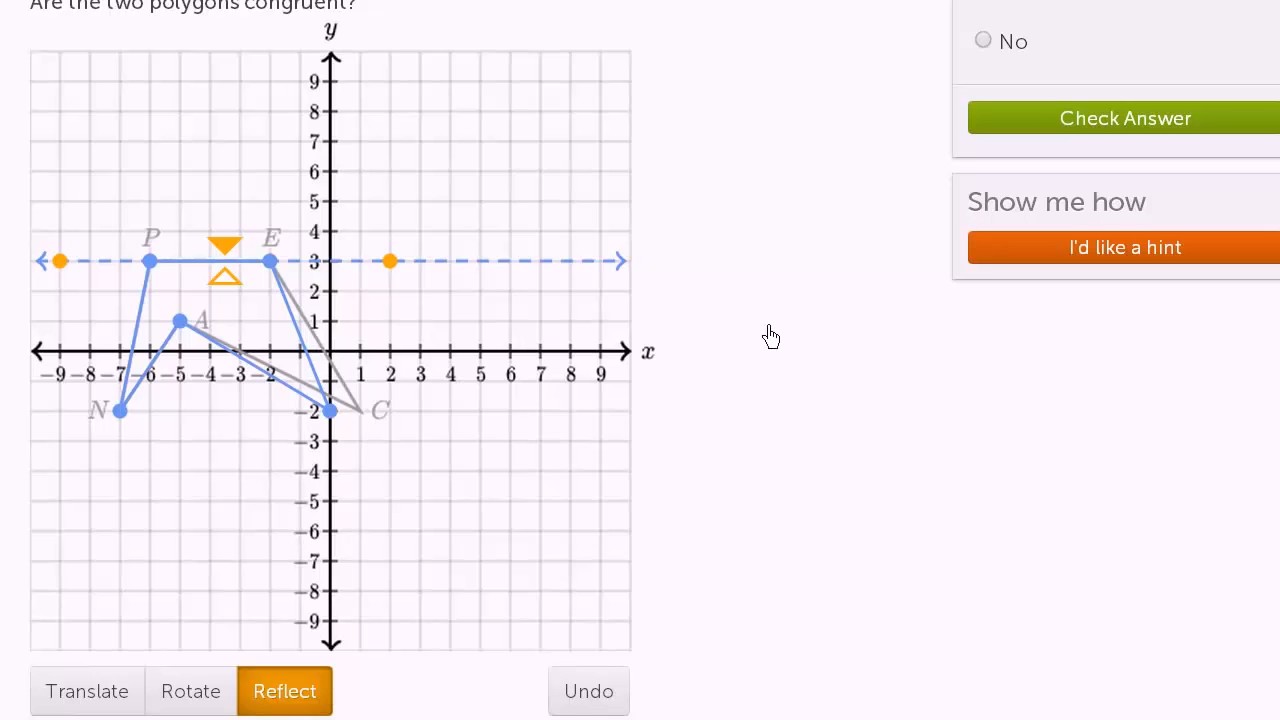 Are the two polygons congruent?
y
9
8
7
6
5
4
3
2
1
P
E
A
N
C
x
−9 −8 −7 −6 −5 −4 −3 −2 1 2 3 4 5 6 7 8 9
−2
−3
−4
−5
−6
−7
−8
−9
Translate Rotate Reflect Undo
No
Check Answer
Show me how
I'd like a hint